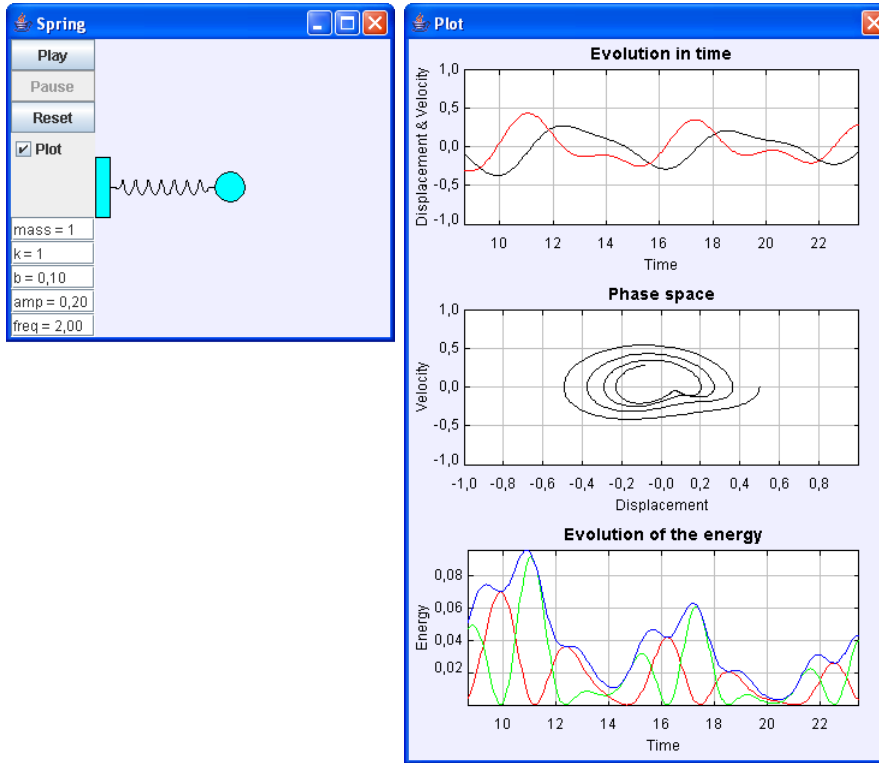 Spring
Play
Pause
Reset
Plot
mass = 1
k = 1
b = 0,10
amp = 0,20
freq = 2,00
Plot
Evolution in time
Displacement & Velocity
1,0
0,5
0,0
-0,5
-1,0
10 12 14 16 18 20 22
Time
Phase space
Velocity
1,0
0,5
0,0
-0,5
-1,0
-1,0 -0,8 -0,6 -0,4 -0,2 -0,0 0,2 0,4 0,6 0,8
Displacement
Evolution of the energy
Energy
0,08
0,06
0,04
0,02
10 12 14 16 18 20 22
Time